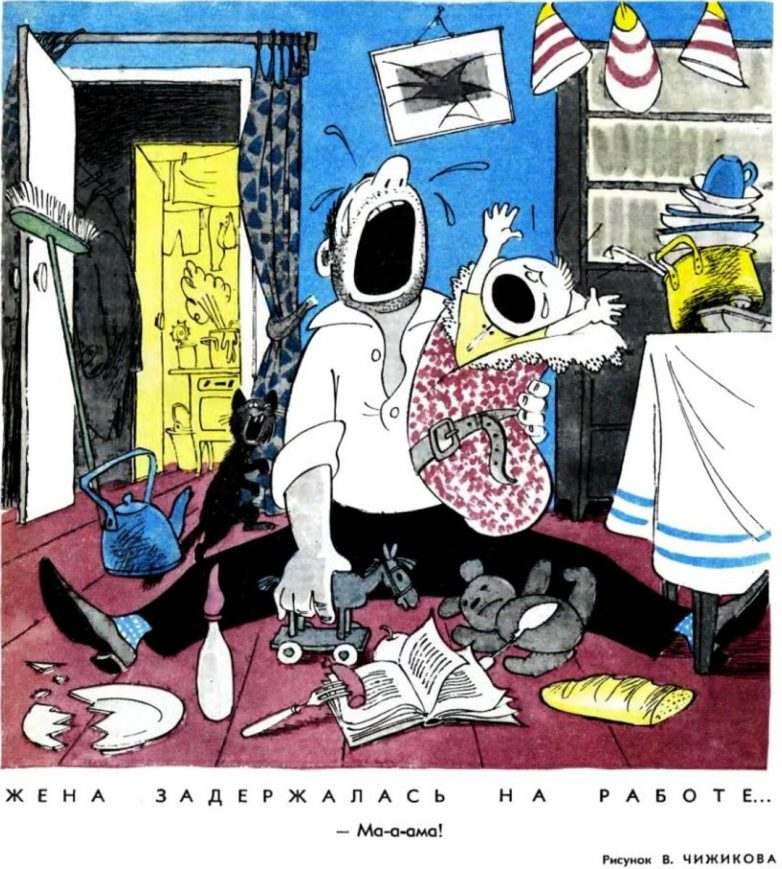 ЖЕНА ЗАДЕРЖАЛАСЬ НА РАБОТЕ...
— Ма-а-ама!
Рисунок В. ЧИЖИКОВА